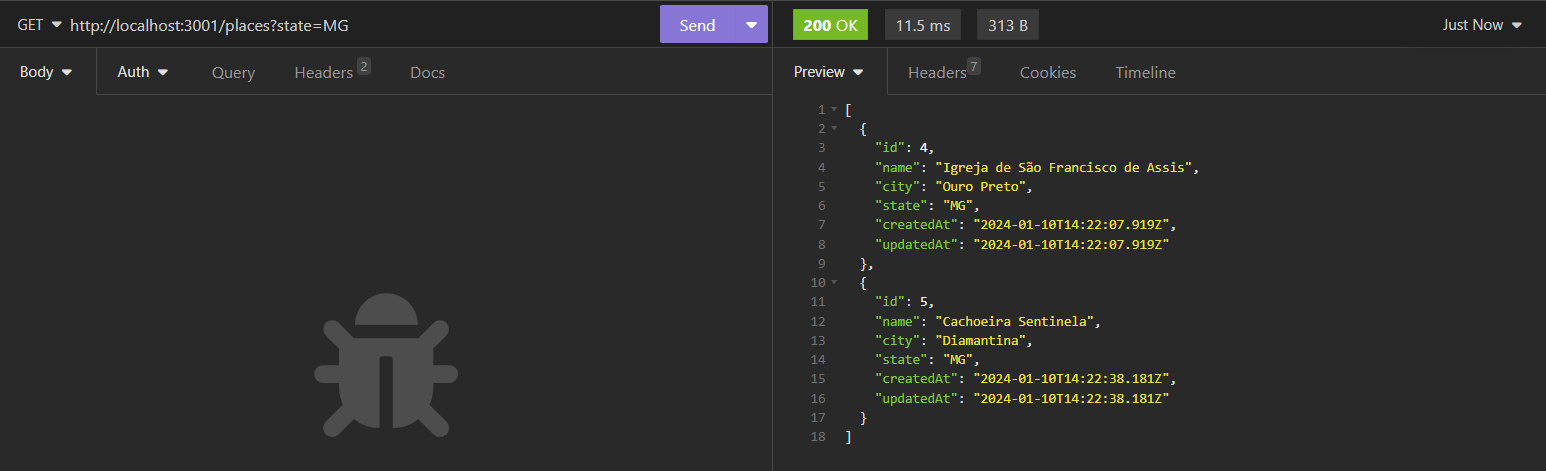 GET http://localhost:3001/places?state=MG Send 200 OK 11.5 ms 313 B Just Now
Body Auth Query Headers 2 Docs Preview Headers 7 Cookies Timeline
1 [
2 {
3 "id": 4,
4 "name": "Igreja de São Francisco de Assis",
5 "city": "Ouro Preto",
6 "state": "MG",
7 "createdAt": "2024-01-10T14:22:07.919Z",
8 "updatedAt": "2024-01-10T14:22:07.919Z"
9 },
10 {
11 "id": 5,
12 "name": "Cachoeira Sentinela",
13 "city": "Diamantina",
14 "state": "MG",
15 "createdAt": "2024-01-10T14:22:38.181Z",
16 "updatedAt": "2024-01-10T14:22:38.181Z"
17 }
18 ]